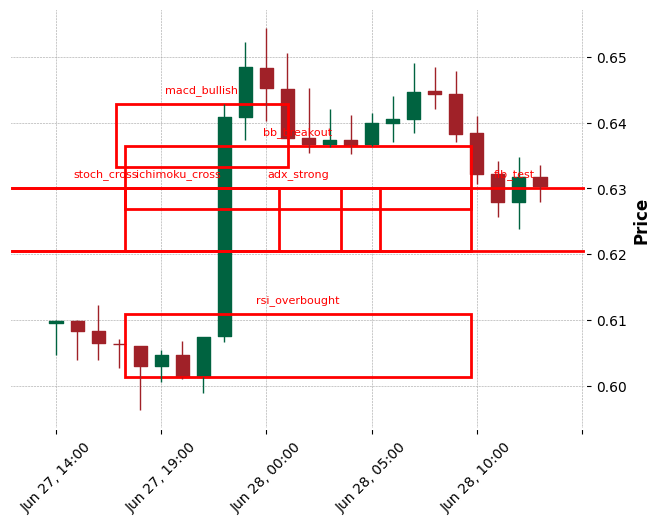 0.65
macd_bullish
0.64
bb_breakout
stoch_cross
ichimoku_cross
adx_strong
fib_test
0.63
Price
0.62
rsi_overbought
0.61
0.60
Jun 27, 14:00
Jun 27, 19:00
Jun 28, 00:00
Jun 28, 05:00
Jun 28, 10:00